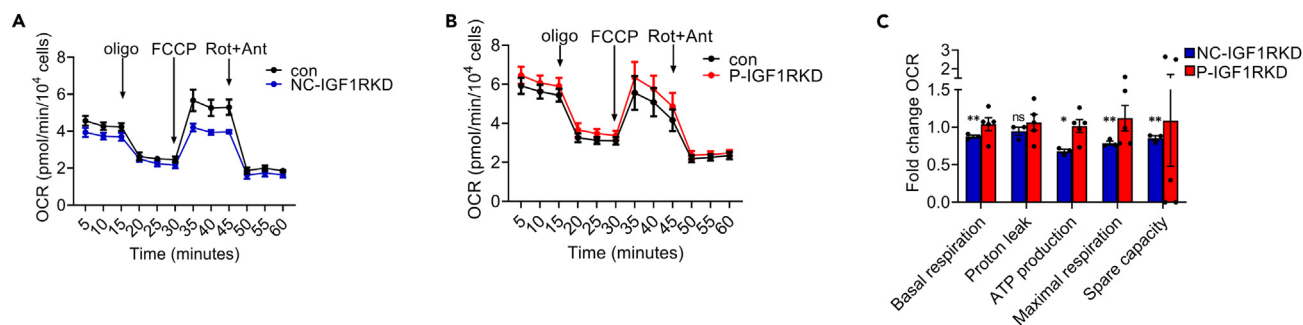 A
oligo
FCCP
Rot+Ant
con
NC-IGF1RKD
OCR (pmol/min/10⁴ cells)
8
6
4
2
0
5
10
15
20
25
30
35
40
45
50
55
60
Time (minutes)
B
oligo
FCCP
Rot+Ant
con
P-IGF1RKD
OCR (pmol/min/10⁴ cells)
8
6
4
2
0
5
10
15
20
25
30
35
40
45
50
55
60
Time (minutes)
C
NC-IGF1RKD
P-IGF1RKD
Fold change OCR
3
2
1.5
1.0
0.5
0.0
**
ns
*
**
**
Basal respiration
Proton leak
ATP production
Maximal respiration
Spare capacity